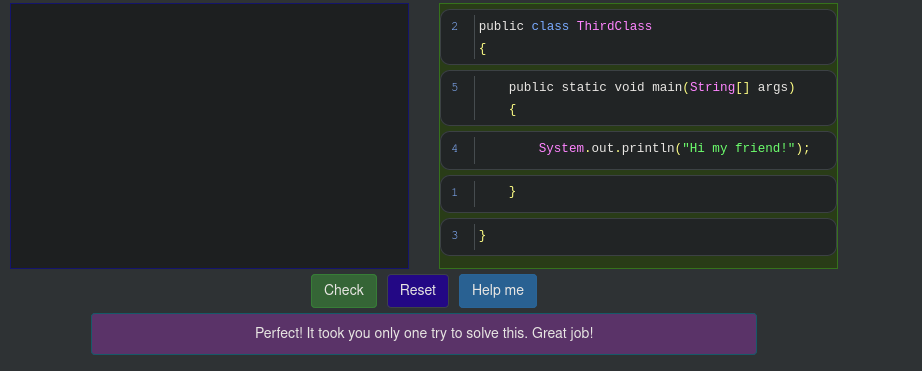 2 public class ThirdClass
{
5 public static void main(String[] args)
{
4 System.out.println("Hi my friend!");
1 }
3 }
Check Reset Help me
Perfect! It took you only one try to solve this. Great job!